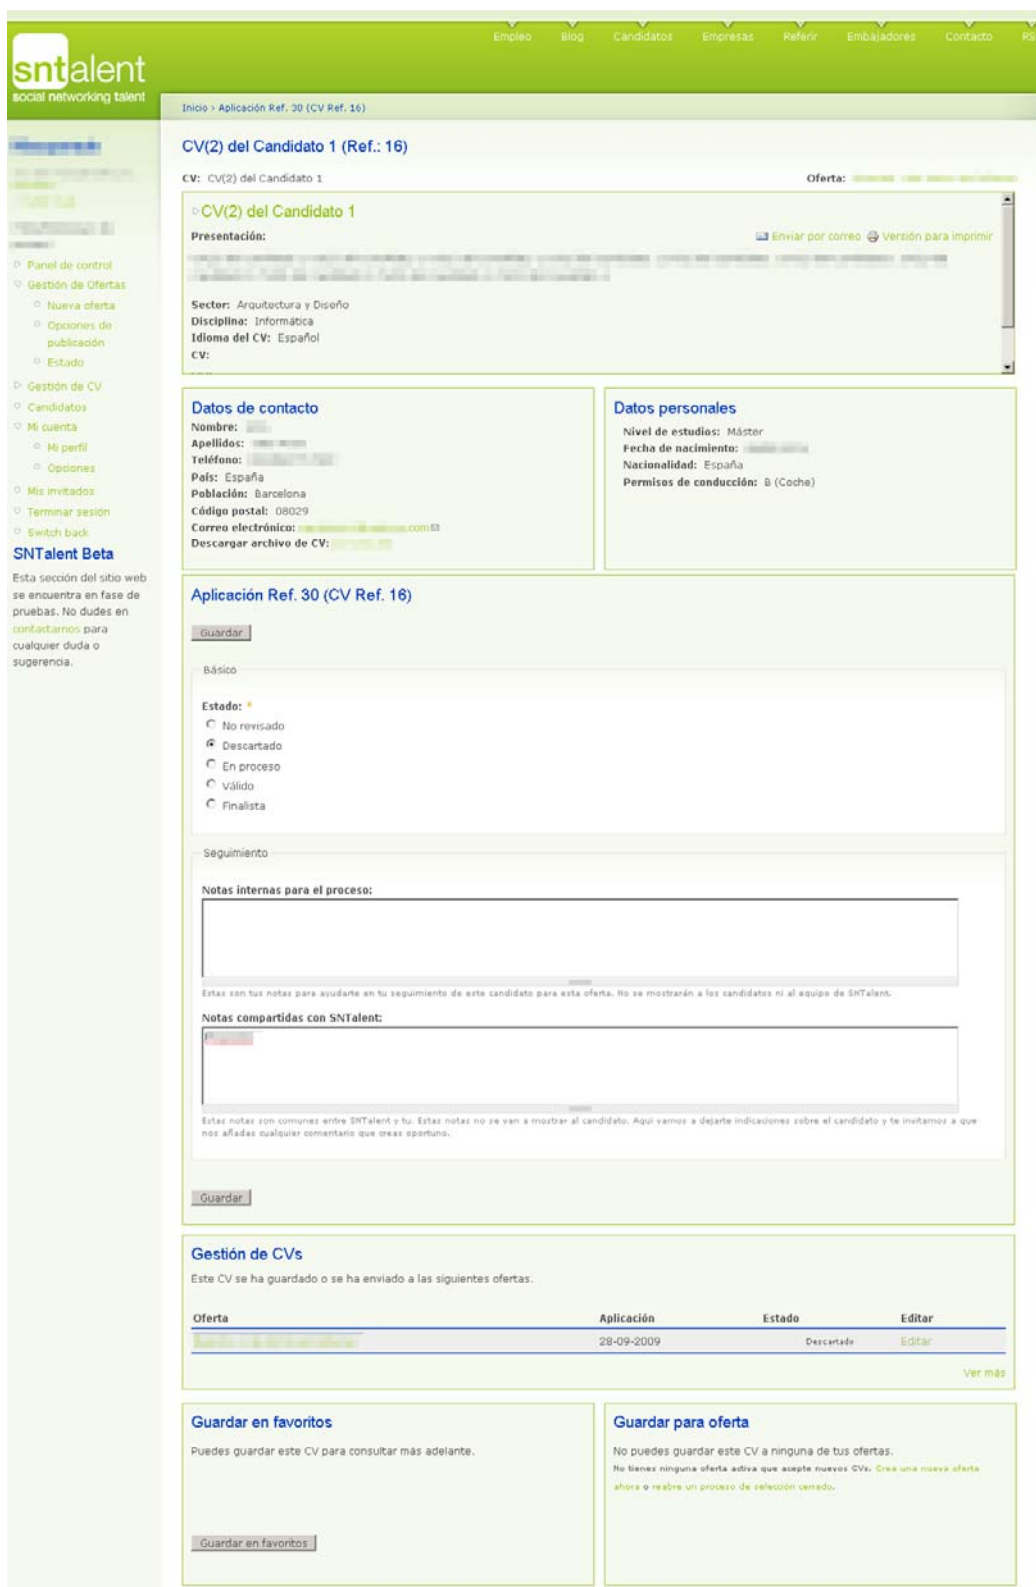 Empleo Blog Candidatos Empresas Referir Embajadores Contacto RS
sntalent
social networking talent
Inicio › Aplicación Ref. 30 (CV Ref. 16)
Panel de control
Gestión de Ofertas
Nueva oferta
Opciones de
publicación
Estado
Gestión de CV
Candidatos
Mi cuenta
Mi perfil
Opciones
Mis invitados
Terminar sesión
Switch back
SNTalent Beta
Esta sección del sitio web
se encuentra en fase de
pruebas. No dudes en
contactarnos para
cualquier duda o
sugerencia.
CV(2) del Candidato 1 (Ref.: 16)
CV: CV(2) del Candidato 1 Oferta:
CV(2) del Candidato 1
Presentación: Enviar por correo Versión para imprimir
Sector: Arquitectura y Diseño
Disciplina: Informática
Idioma del CV: Español
CV:
Datos de contacto
Nombre:
Apellidos:
Teléfono:
País: España
Población: Barcelona
Código postal: 08029
Correo electrónico: .com
Descargar archivo de CV:
Datos personales
Nivel de estudios: Máster
Fecha de nacimiento:
Nacionalidad: España
Permisos de conducción: B (Coche)
Aplicación Ref. 30 (CV Ref. 16)
Guardar
Básico
Estado: *
No revisado
Descartado
En proceso
Válido
Finalista
Seguimiento
Notas internas para el proceso:
Estas son tus notas para ayudarte en tu seguimiento de este candidato para esta oferta. No se mostrarán a los candidatos ni al equipo de SNTalent.
Notas compartidas con SNTalent:
Estas notas son comunes entre SNTalent y tu. Estas notas no se van a mostrar al candidato. Aqui vamos a dejarte indicaciones sobre el candidato y te invitamos a que
nos añadas cualquier comentario que creas oportuno.
Guardar
Gestión de CVs
Este CV se ha guardado o se ha enviado a las siguientes ofertas.
Oferta Aplicación Estado Editar
28-09-2009 Descartado Editar
Ver más
Guardar en favoritos
Puedes guardar este CV para consultar más adelante.
Guardar en favoritos
Guardar para oferta
No puedes guardar este CV a ninguna de tus ofertas.
No tienes ninguna oferta activa que acepte nuevos CVs. Crea una nueva oferta
ahora o reabre un proceso de selección cerrado.